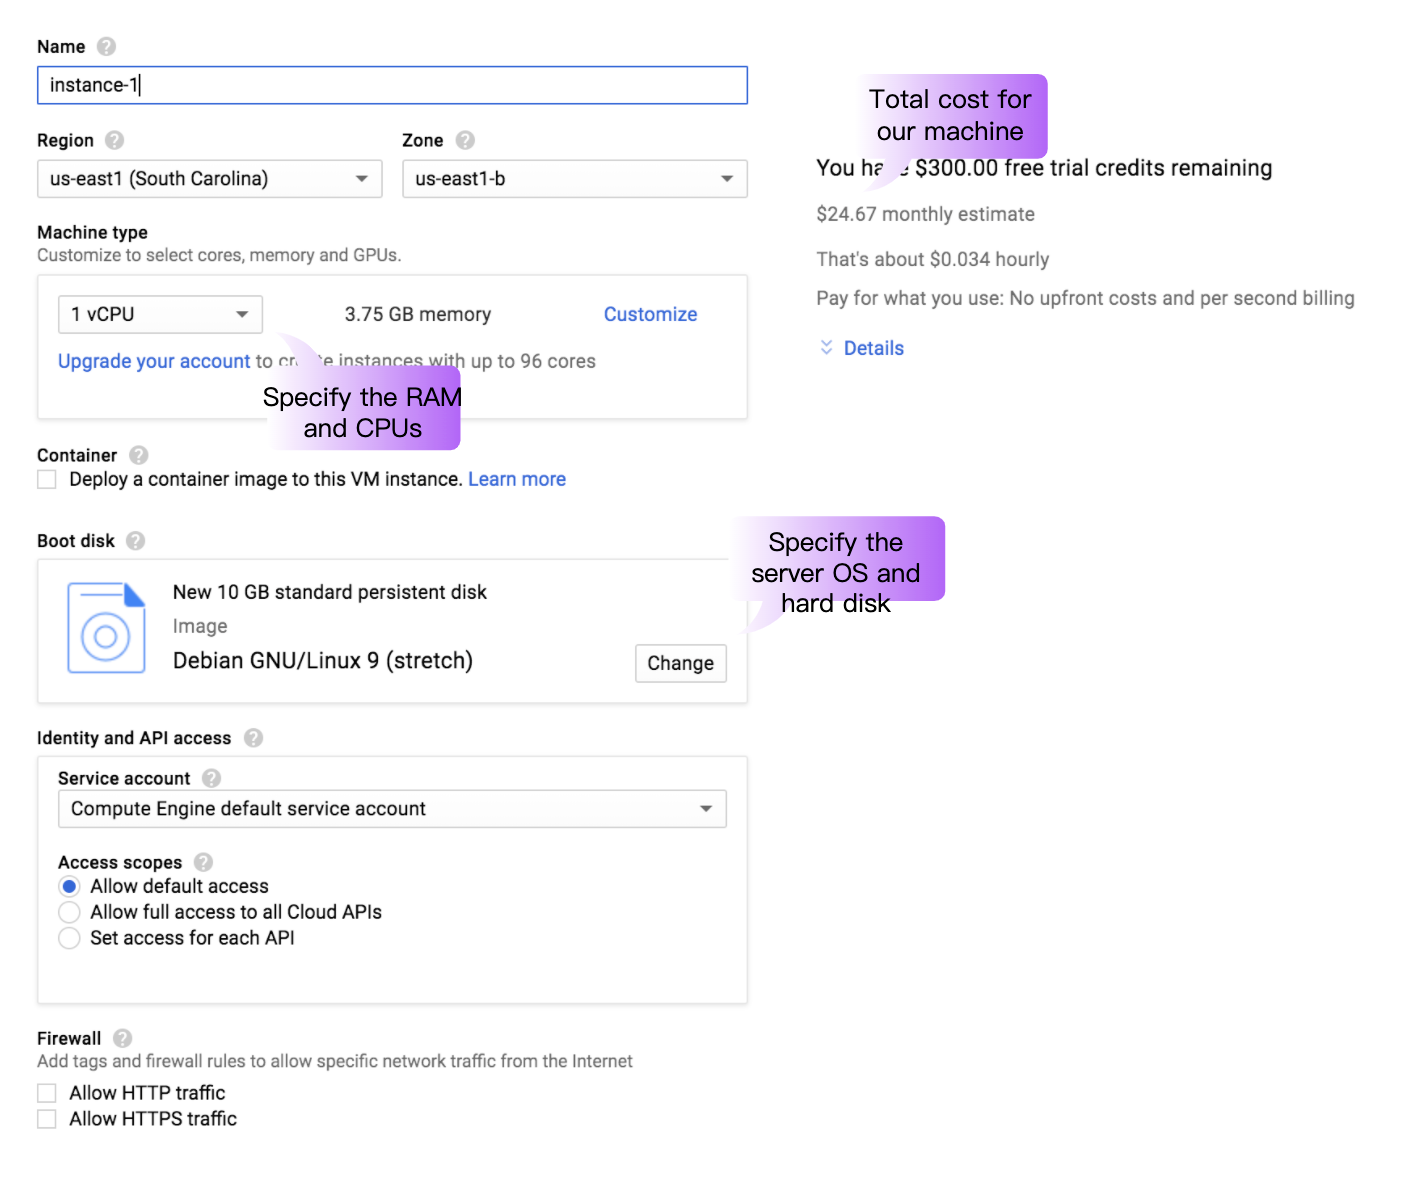 Name
instance-1
Region
Zone
us-east1 (South Carolina)
us-east1-b
Machine type
Customize to select cores, memory and GPUs.
1 vCPU
3.75 GB memory
Customize
Upgrade your account to instances with up to 96 cores
Specify the RAM
and CPUs
Container
Deploy a container image to this VM instance. Learn more
Boot disk
New 10 GB standard persistent disk
Image
Debian GNU/Linux 9 (stretch)
Change
Specify the
server OS and
hard disk
Identity and API access
Service account
Compute Engine default service account
Access scopes
Allow default access
Allow full access to all Cloud APIs
Set access for each API
Firewall
Add tags and firewall rules to allow specific network traffic from the Internet
Allow HTTP traffic
Allow HTTPS traffic
Total cost for
our machine
You $300.00 free trial credits remaining
$24.67 monthly estimate
That's about $0.034 hourly
Pay for what you use: No upfront costs and per second billing
Details